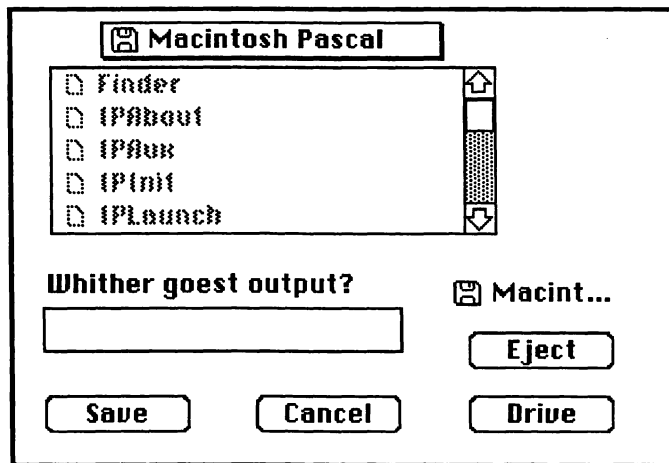 Macintosh Pascal
Finder
IPAbout
IPAux
IPInit
IPLaunch
Whither goest output?
Macint...
Eject
Save
Cancel
Drive